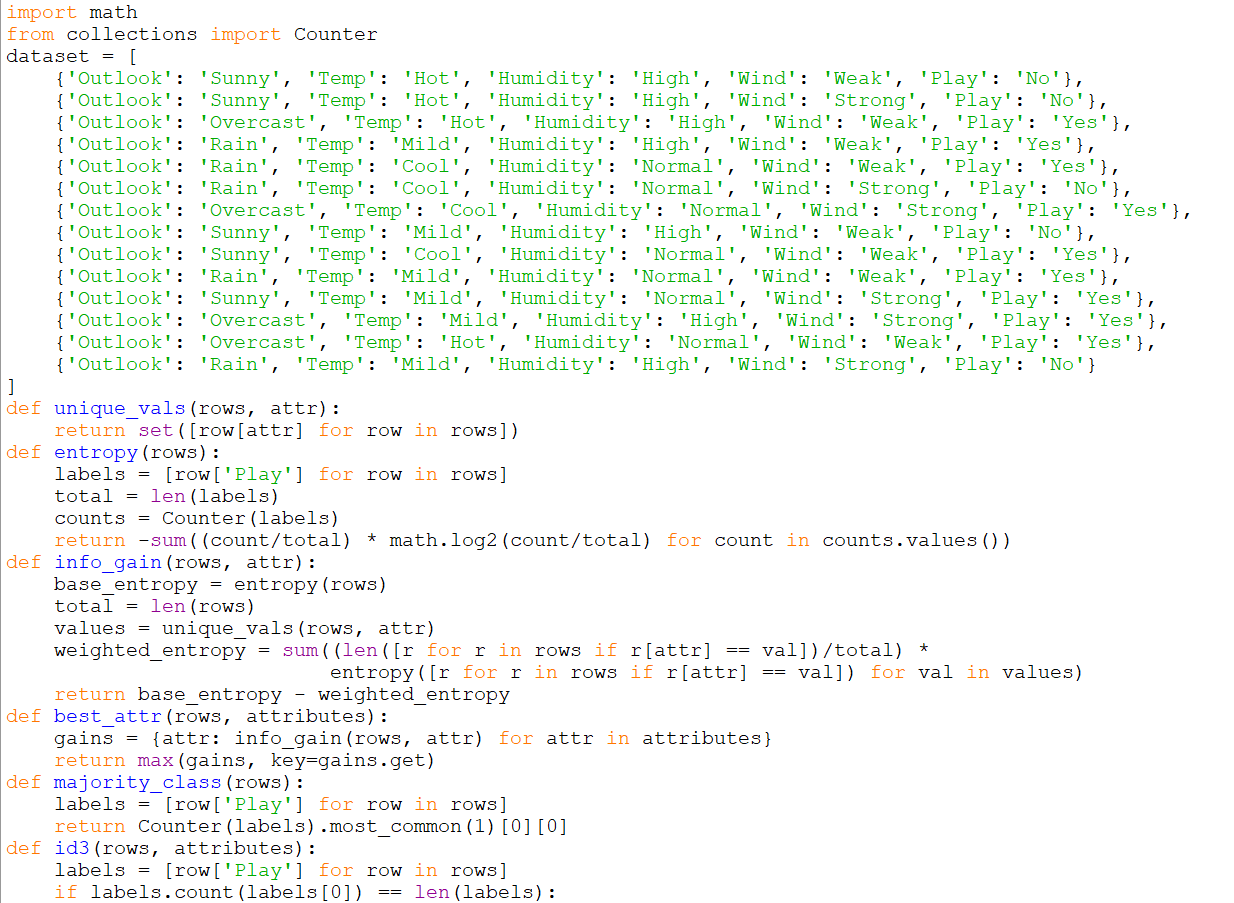 import math
from collections import Counter
dataset = [
    {'Outlook': 'Sunny', 'Temp': 'Hot', 'Humidity': 'High', 'Wind': 'Weak', 'Play': 'No'},
    {'Outlook': 'Sunny', 'Temp': 'Hot', 'Humidity': 'High', 'Wind': 'Strong', 'Play': 'No'},
    {'Outlook': 'Overcast', 'Temp': 'Hot', 'Humidity': 'High', 'Wind': 'Weak', 'Play': 'Yes'},
    {'Outlook': 'Rain', 'Temp': 'Mild', 'Humidity': 'High', 'Wind': 'Weak', 'Play': 'Yes'},
    {'Outlook': 'Rain', 'Temp': 'Cool', 'Humidity': 'Normal', 'Wind': 'Weak', 'Play': 'Yes'},
    {'Outlook': 'Rain', 'Temp': 'Cool', 'Humidity': 'Normal', 'Wind': 'Strong', 'Play': 'No'},
    {'Outlook': 'Overcast', 'Temp': 'Cool', 'Humidity': 'Normal', 'Wind': 'Strong', 'Play': 'Yes'},
    {'Outlook': 'Sunny', 'Temp': 'Mild', 'Humidity': 'High', 'Wind': 'Weak', 'Play': 'No'},
    {'Outlook': 'Sunny', 'Temp': 'Cool', 'Humidity': 'Normal', 'Wind': 'Weak', 'Play': 'Yes'},
    {'Outlook': 'Rain', 'Temp': 'Mild', 'Humidity': 'Normal', 'Wind': 'Weak', 'Play': 'Yes'},
    {'Outlook': 'Sunny', 'Temp': 'Mild', 'Humidity': 'Normal', 'Wind': 'Strong', 'Play': 'Yes'},
    {'Outlook': 'Overcast', 'Temp': 'Mild', 'Humidity': 'High', 'Wind': 'Strong', 'Play': 'Yes'},
    {'Outlook': 'Overcast', 'Temp': 'Hot', 'Humidity': 'Normal', 'Wind': 'Weak', 'Play': 'Yes'},
    {'Outlook': 'Rain', 'Temp': 'Mild', 'Humidity': 'High', 'Wind': 'Strong', 'Play': 'No'}
]
def unique_vals(rows, attr):
    return set([row[attr] for row in rows])
def entropy(rows):
    labels = [row['Play'] for row in rows]
    total = len(labels)
    counts = Counter(labels)
    return -sum((count/total) * math.log2(count/total) for count in counts.values())
def info_gain(rows, attr):
    base_entropy = entropy(rows)
    total = len(rows)
    values = unique_vals(rows, attr)
    weighted_entropy = sum((len([r for r in rows if r[attr] == val])/total) *
                           entropy([r for r in rows if r[attr] == val]) for val in values)
    return base_entropy - weighted_entropy
def best_attr(rows, attributes):
    gains = {attr: info_gain(rows, attr) for attr in attributes}
    return max(gains, key=gains.get)
def majority_class(rows):
    labels = [row['Play'] for row in rows]
    return Counter(labels).most_common(1)[0][0]
def id3(rows, attributes):
    labels = [row['Play'] for row in rows]
    if labels.count(labels[0]) == len(labels):